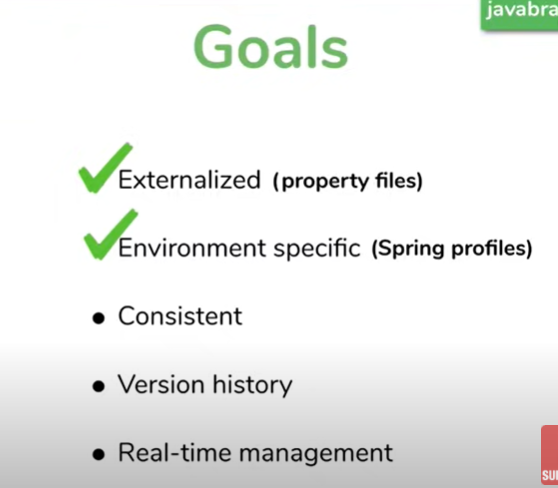 javabra
Goals
Externalized (property files)
Environment specific (Spring profiles)
Consistent
Version history
Real-time management
SU